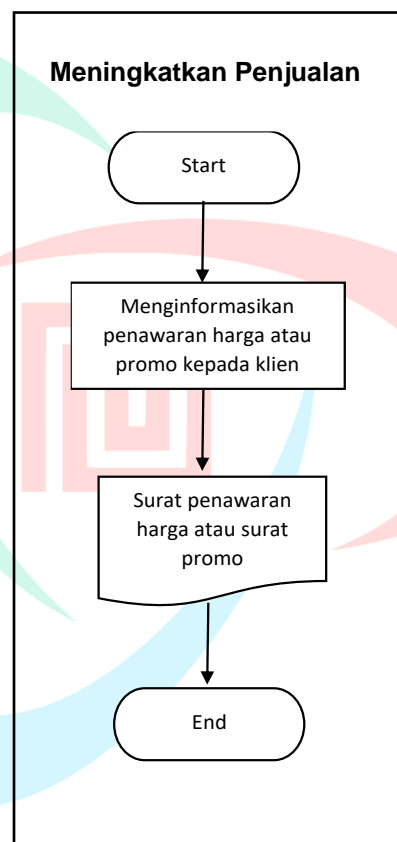 Meningkatkan Penjualan
Start
Menginformasikan
penawaran harga atau
promo kepada klien
Surat penawaran
harga atau surat
promo
End